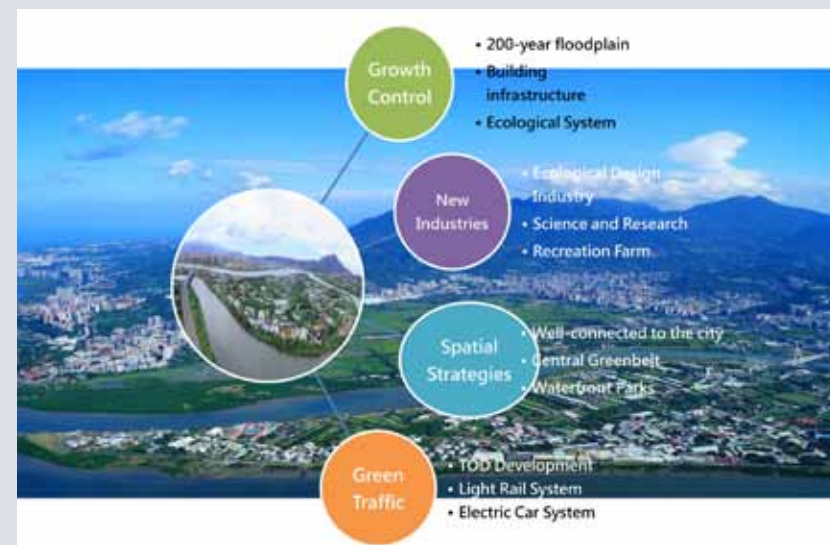 Growth
Control
• 200-year floodplain
• Building
infrastructure
• Ecological System
New
Industries
• Ecological Design
Industry
• Science and Research
• Recreation Farm
Spatial
Strategies
• Well-connected to the city
• Central Greenbelt
• Waterfront Parks
Green
Traffic
• TOD Development
• Light Rail System
• Electric Car System